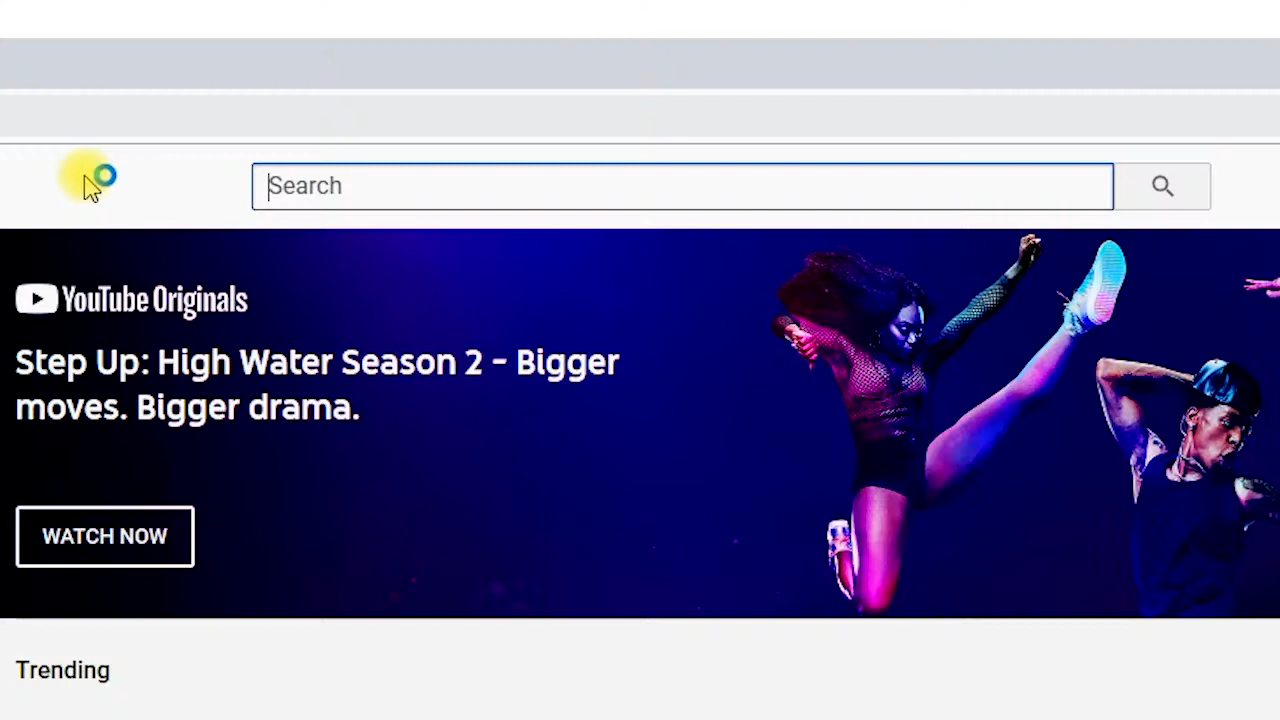 Search
YouTube Originals
Step Up: High Water Season 2 - Bigger
moves. Bigger drama.
WATCH NOW
Trending